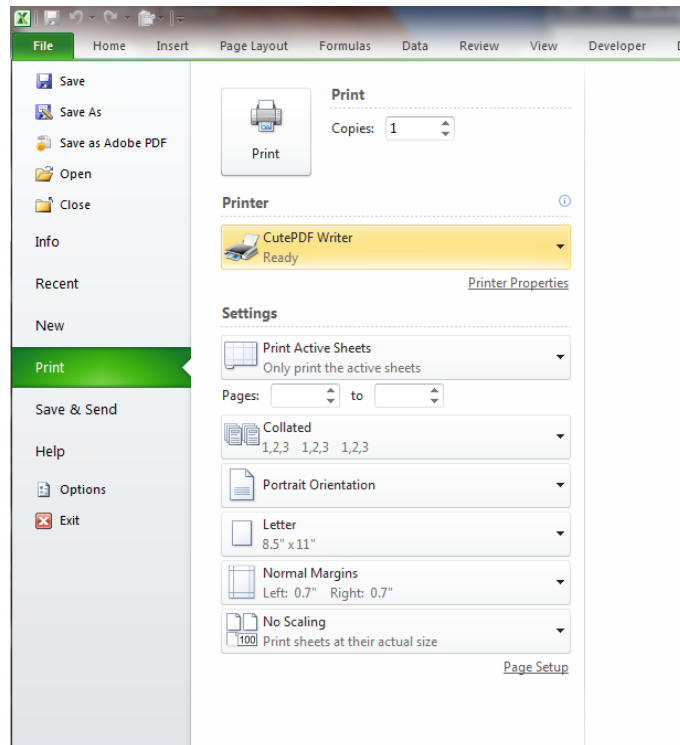 File Home Insert Page Layout Formulas Data Review View Developer
Save
Save As
Save as Adobe PDF
Open
Close
Info
Recent
New
Print
Save & Send
Help
Options
Exit
Print
Print
Copies: 1
Printer
CutePDF Writer
Ready
Printer Properties
Settings
Print Active Sheets
Only print the active sheets
Pages: to
Collated
1,2,3 1,2,3 1,2,3
Portrait Orientation
Letter
8.5" x 11"
Normal Margins
Left: 0.7" Right: 0.7"
No Scaling
100 Print sheets at their actual size
Page Setup